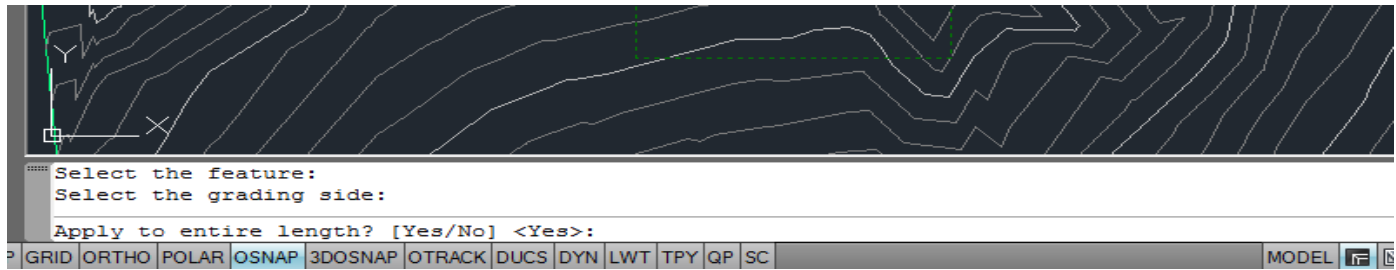 Y
X
Select the feature:
Select the grading side:
Apply to entire length? [Yes/No] <Yes>:
P GRID ORTHO POLAR OSNAP 3DOSNAP OTRACK DUCS DYN LWT TPY QP SC MODEL